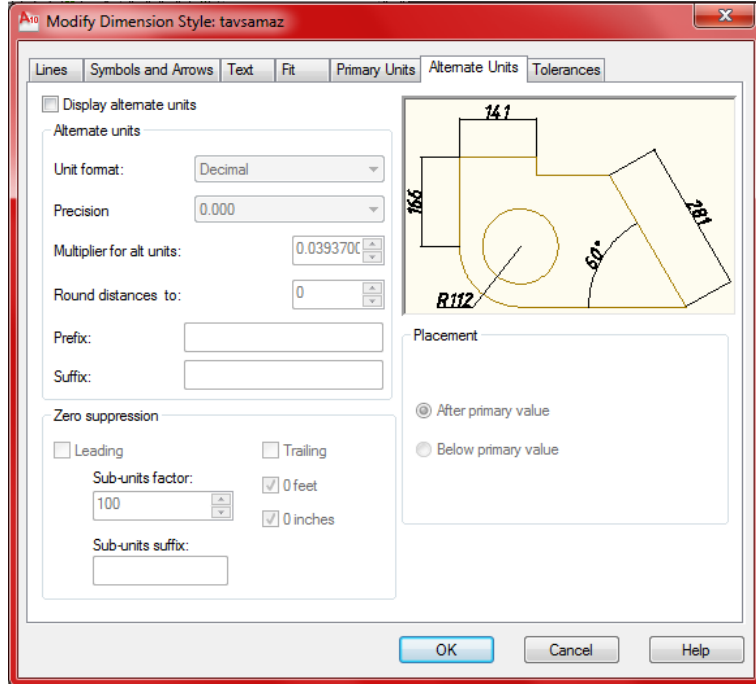 A10 Modify Dimension Style: tavsamaz
Lines Symbols and Arrows Text Fit Primary Units Alternate Units Tolerances
Display alternate units
Alternate units
Unit format: Decimal
Precision 0.000
Multiplier for alt units: 0.039370
Round distances to: 0
Prefix:
Suffix:
Zero suppression
Leading
Trailing
Sub-units factor:
100
0 feet
0 inches
Sub-units suffix:
141
166
281
60°
R112
Placement
After primary value
Below primary value
OK Cancel Help